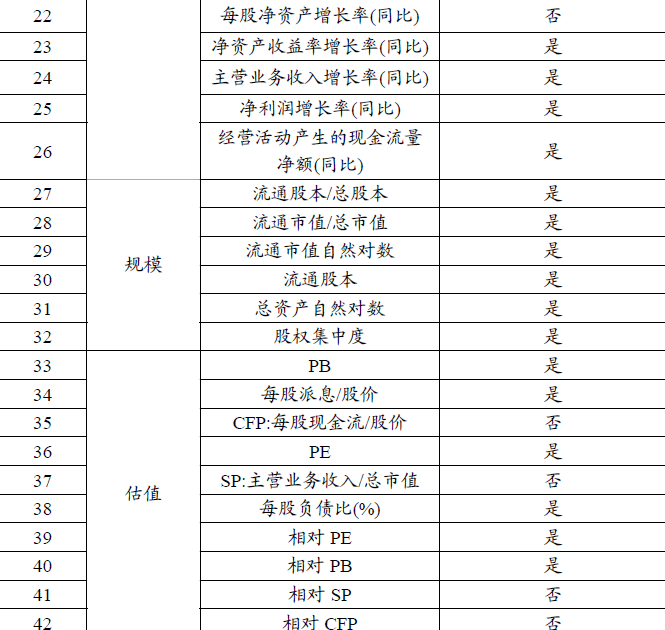 22 每股净资产增长率(同比) 否
23 净资产收益率增长率(同比) 是
24 主营业务收入增长率(同比) 是
25 净利润增长率(同比) 是
26 经营活动产生的现金流量
净额(同比) 是
27 规模 流通股本/总股本 是
28 流通市值/总市值 是
29 流通市值自然对数 是
30 流通股本 是
31 总资产自然对数 是
32 股权集中度 是
33 估值 PB 是
34 每股派息/股价 是
35 CFP:每股现金流/股价 否
36 PE 是
37 SP:主营业务收入/总市值 否
38 每股负债比(%) 是
39 相对 PE 是
40 相对 PB 是
41 相对 SP 否
42 相对 CFP 否